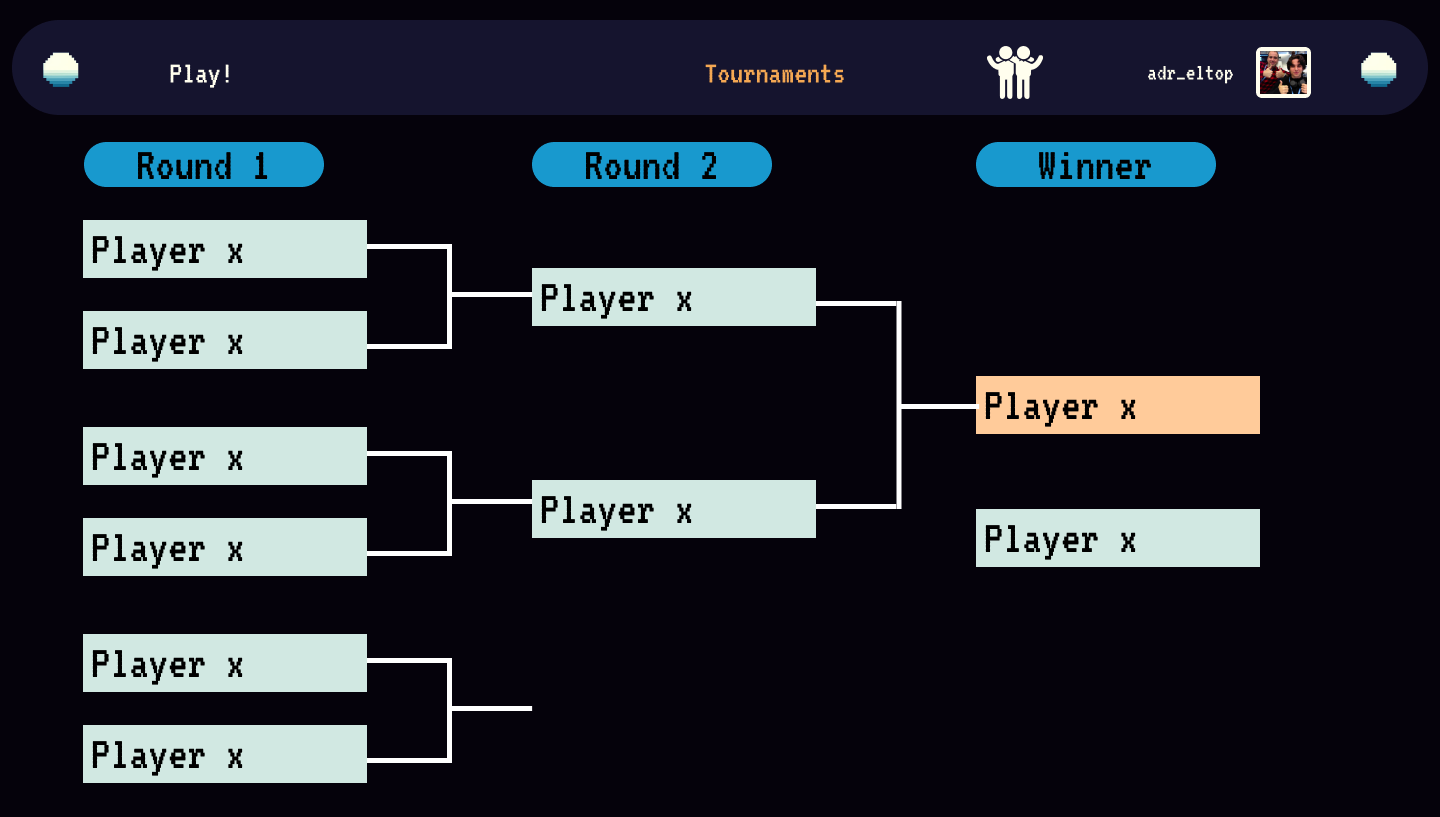 Play!
Tournaments
adr_eltop
Round 1
Round 2
Winner
Player x
Player x
Player x
Player x
Player x
Player x
Player x
Player x
Player x
Player x